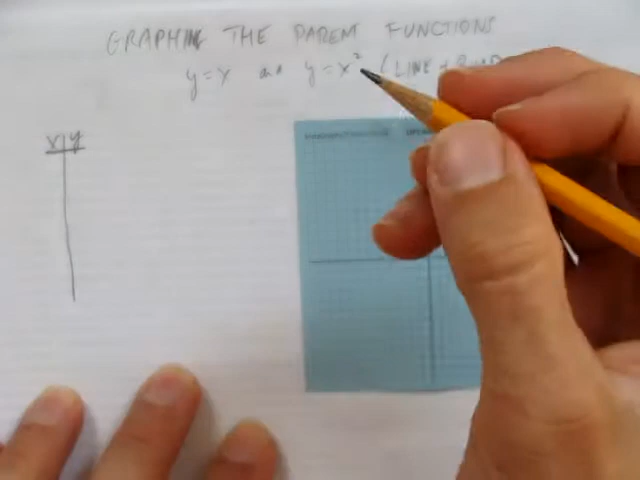 GRAPHING THE PARENT FUNCTIONS
y = x and y = x² (LINE +
x y